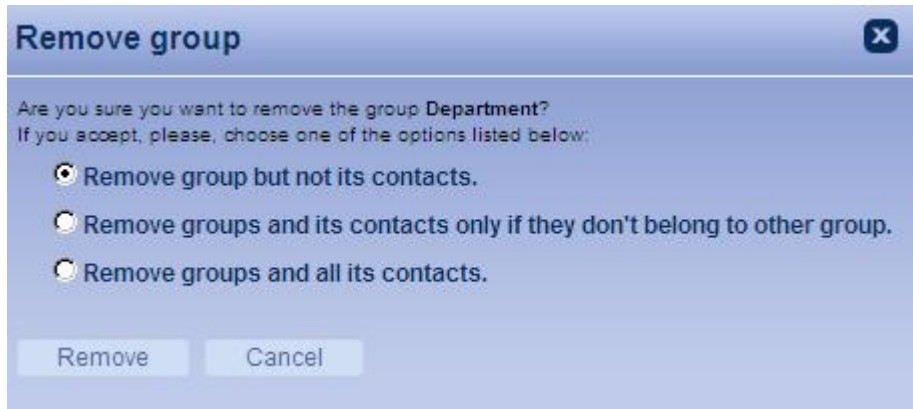 Remove group
Are you sure you want to remove the group Department?
If you accept, please, choose one of the options listed below:
Remove group but not its contacts.
Remove groups and its contacts only if they don't belong to other group.
Remove groups and all its contacts.
Remove Cancel